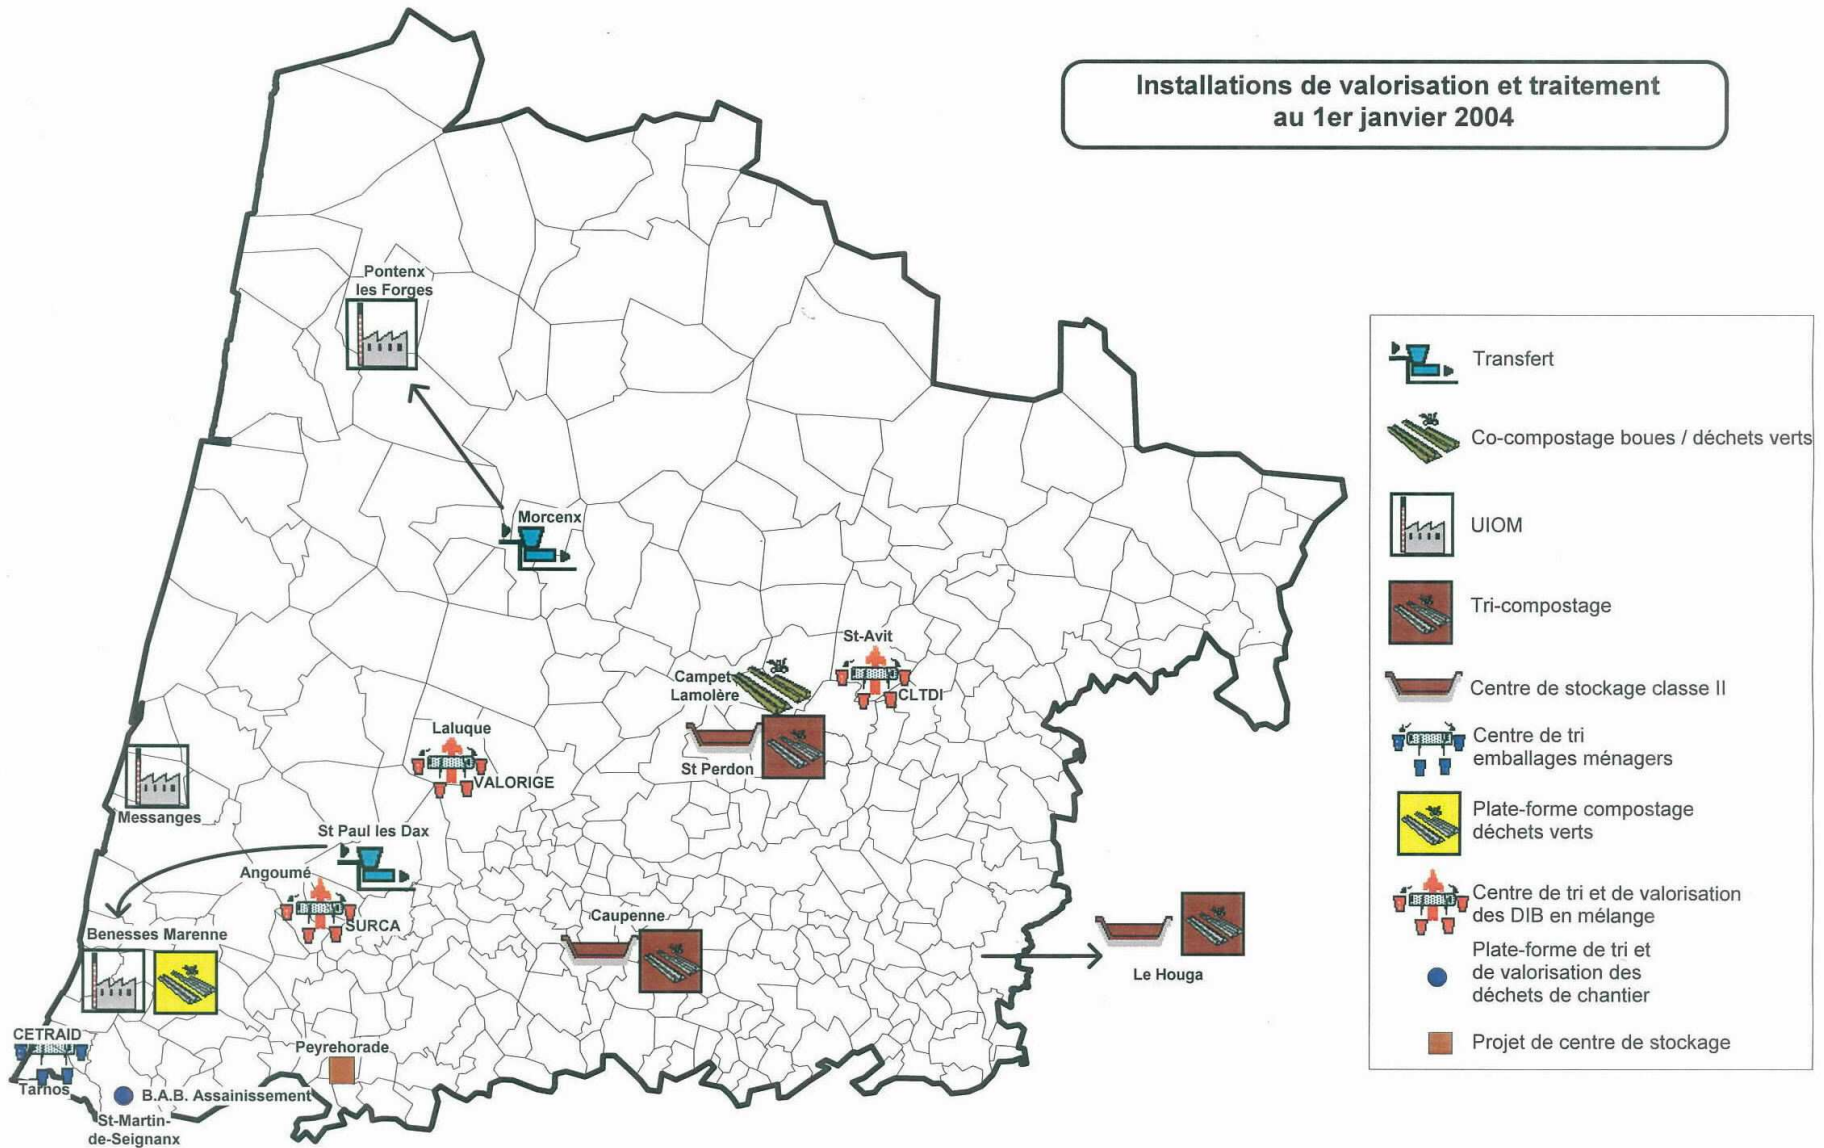 Installations de valorisation et traitement
au 1er janvier 2004
Pontenx
les Forges
Morcenx
St-Avit
Campet
Lamolère
CLTDI
St Perdon
Laluque
VALORIGE
Messanges
St Paul les Dax
Angoumé
SURCA
Caupenne
Benesses Marenne
Le Houga
CETRAID
Tarnos
Peyrehorade
B.A.B. Assainissement
St-Martin-
de-Seignanx
Transfert
Co-compostage boues / déchets verts
UIOM
Tri-compostage
Centre de stockage classe II
Centre de tri
emballages ménagers
Plate-forme compostage
déchets verts
Centre de tri et de valorisation
des DIB en mélange
Plate-forme de tri et
de valorisation des
déchets de chantier
Projet de centre de stockage